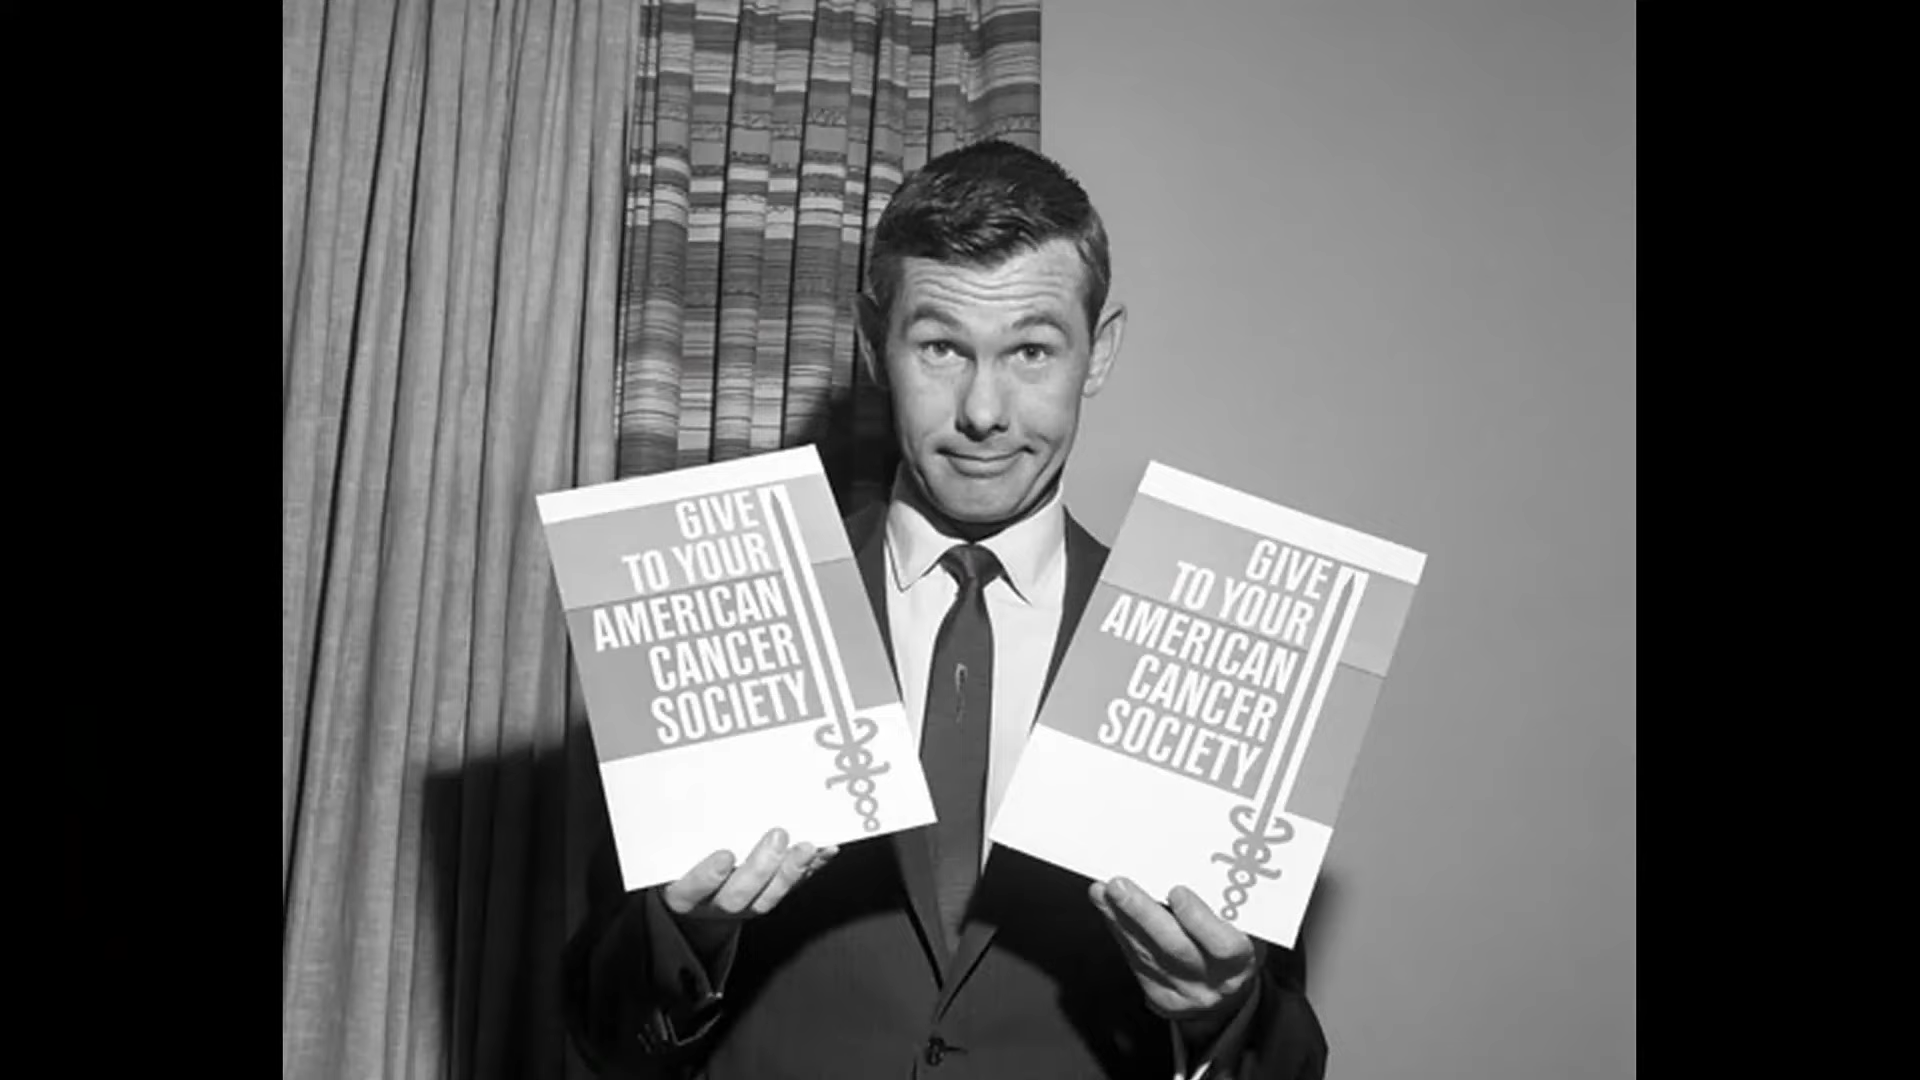 GIVE
TO YOUR
AMERICAN
CANCER
SOCIETY
GIVE
TO YOUR
AMERICAN
CANCER
SOCIETY